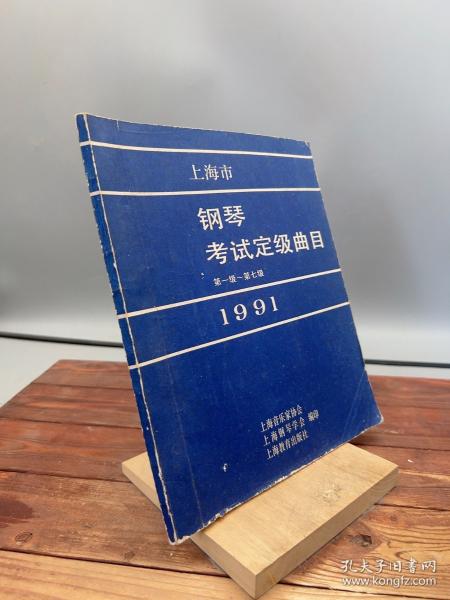 上海市
钢琴
考试定级曲目
第一级～第七级
1991
上海音乐家协会
上海钢琴学会 编印
上海教育出版社
孔夫子旧书网
www.kongfz.com